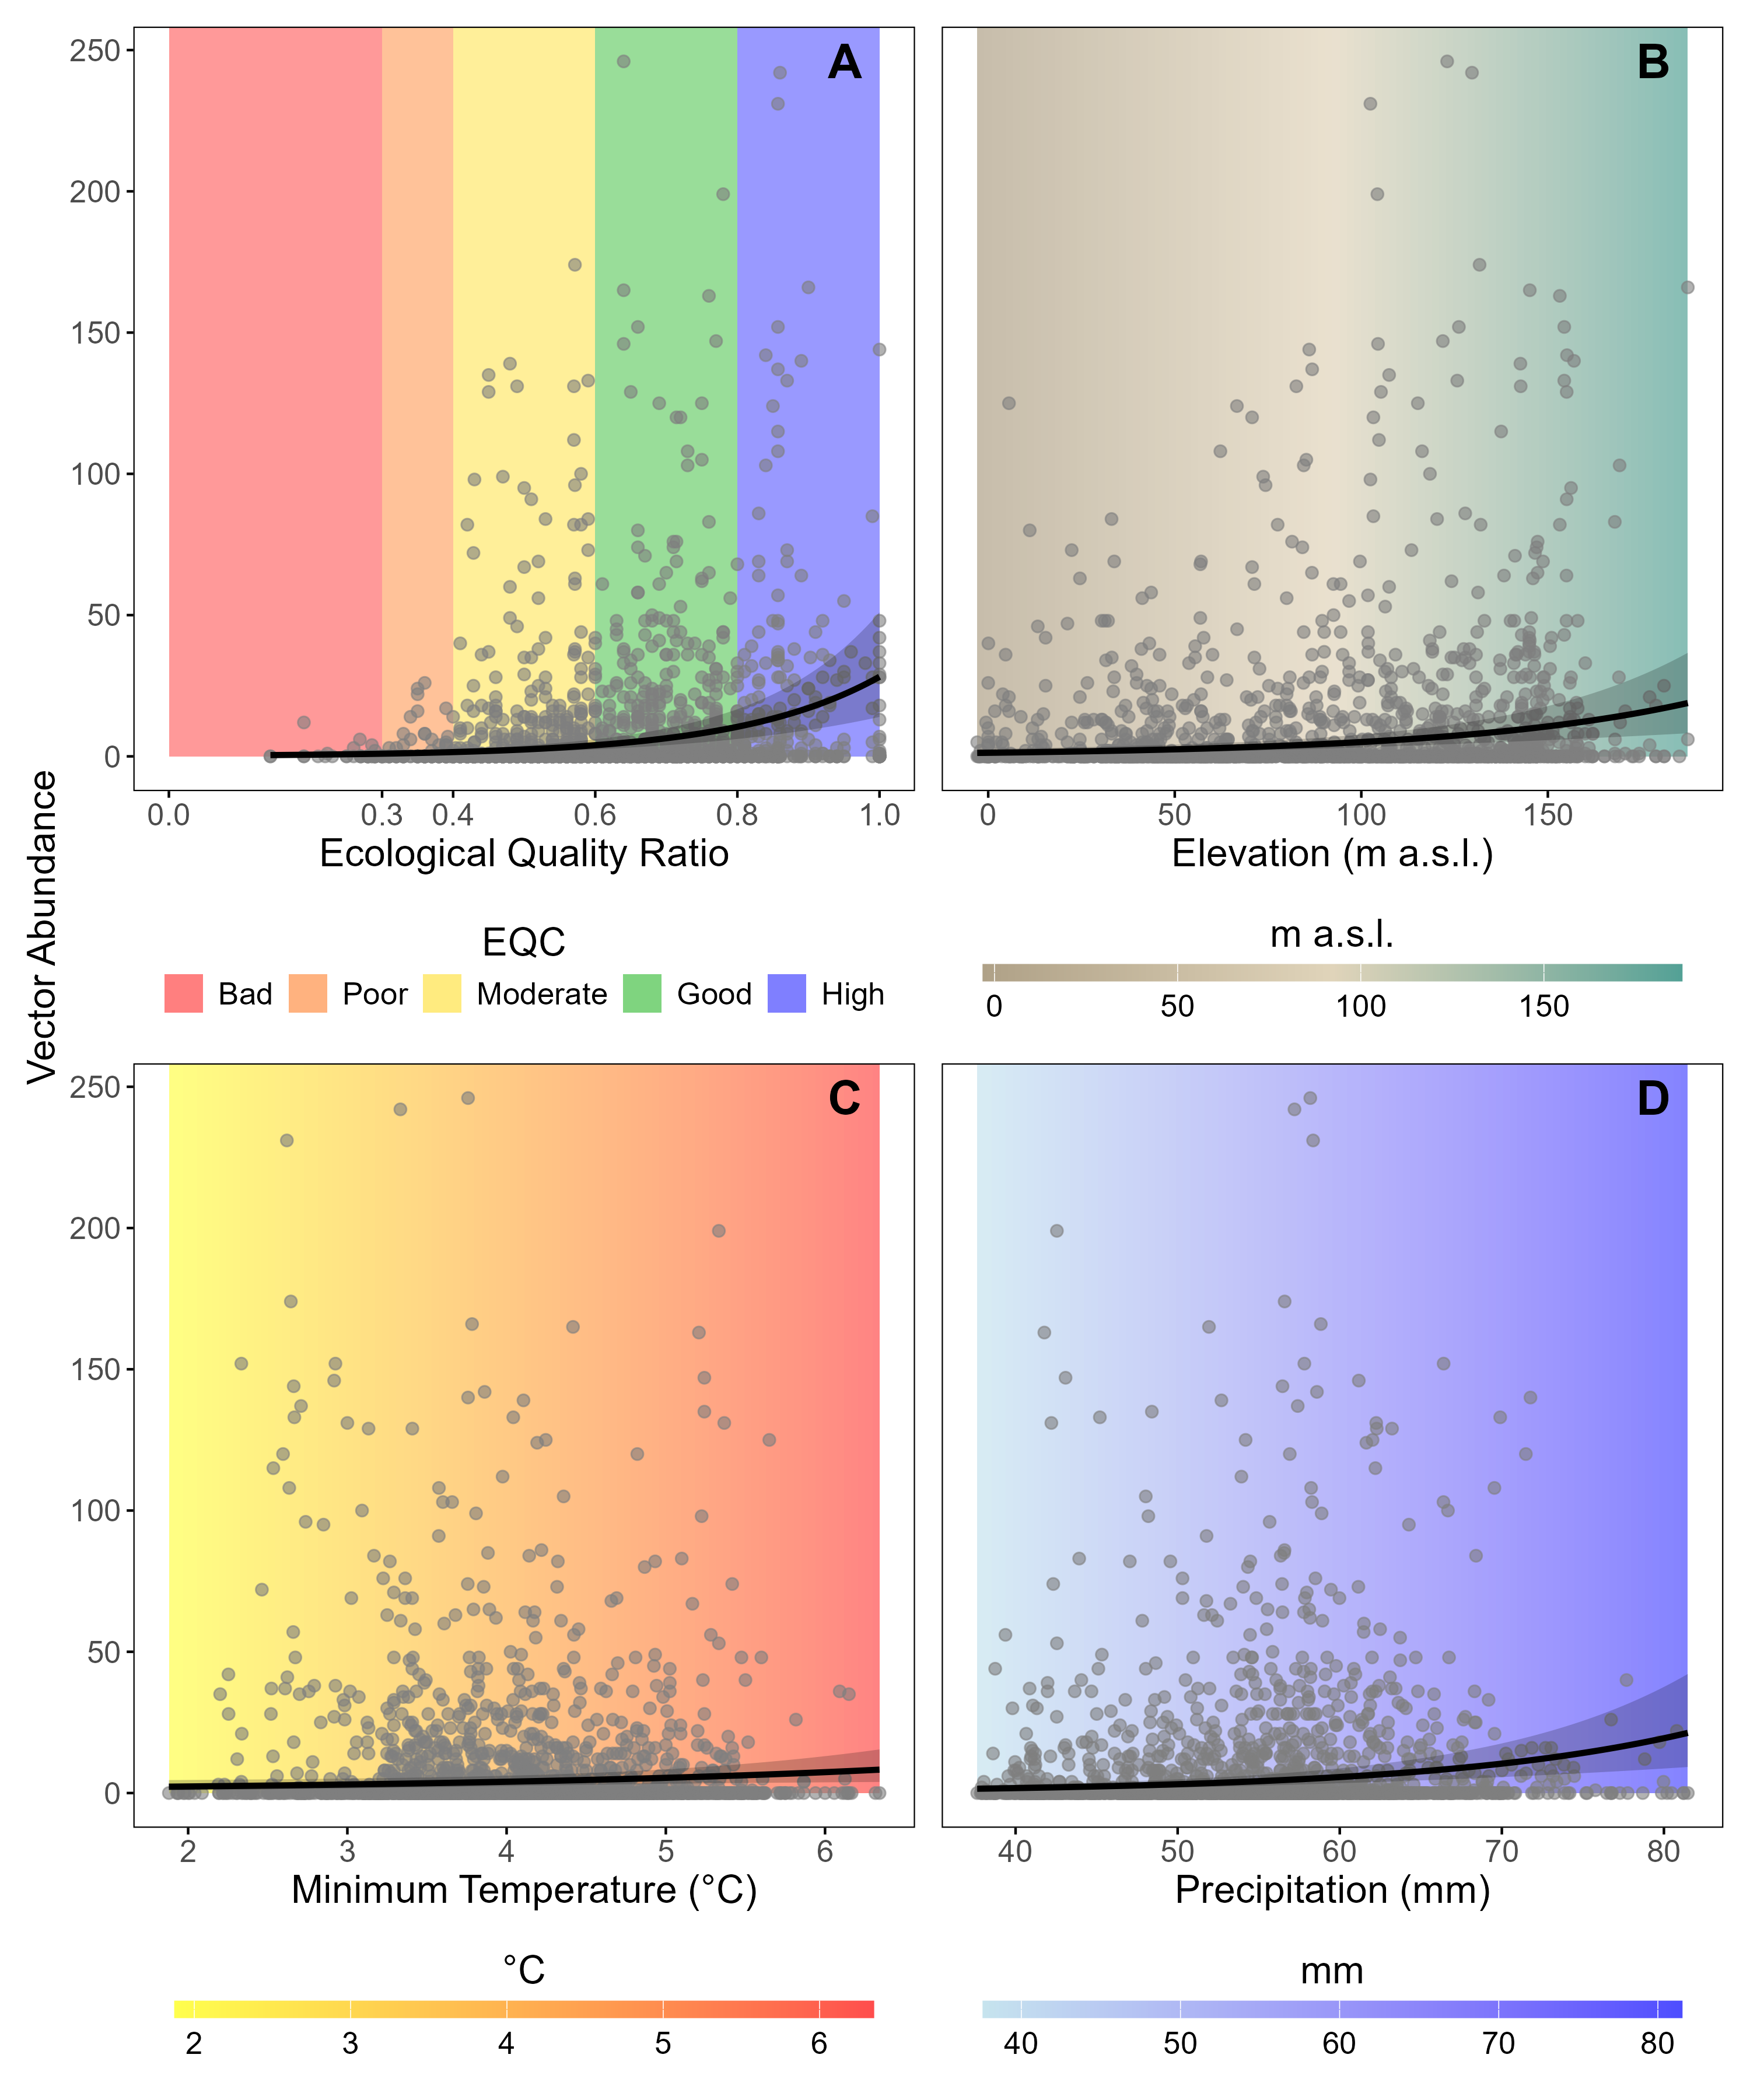 Vector Abundance
A
250
200
150
100
50
0
0.0 0.3 0.4 0.6 0.8 1.0
Ecological Quality Ratio
EQC
Bad Poor Moderate Good High
B
0 50 100 150
Elevation (m a.s.l.)
m a.s.l.
0 50 100 150
C
250
200
150
100
50
0
2 3 4 5 6
Minimum Temperature (°C)
°C
2 3 4 5 6
D
40 50 60 70 80
Precipitation (mm)
mm
40 50 60 70 80